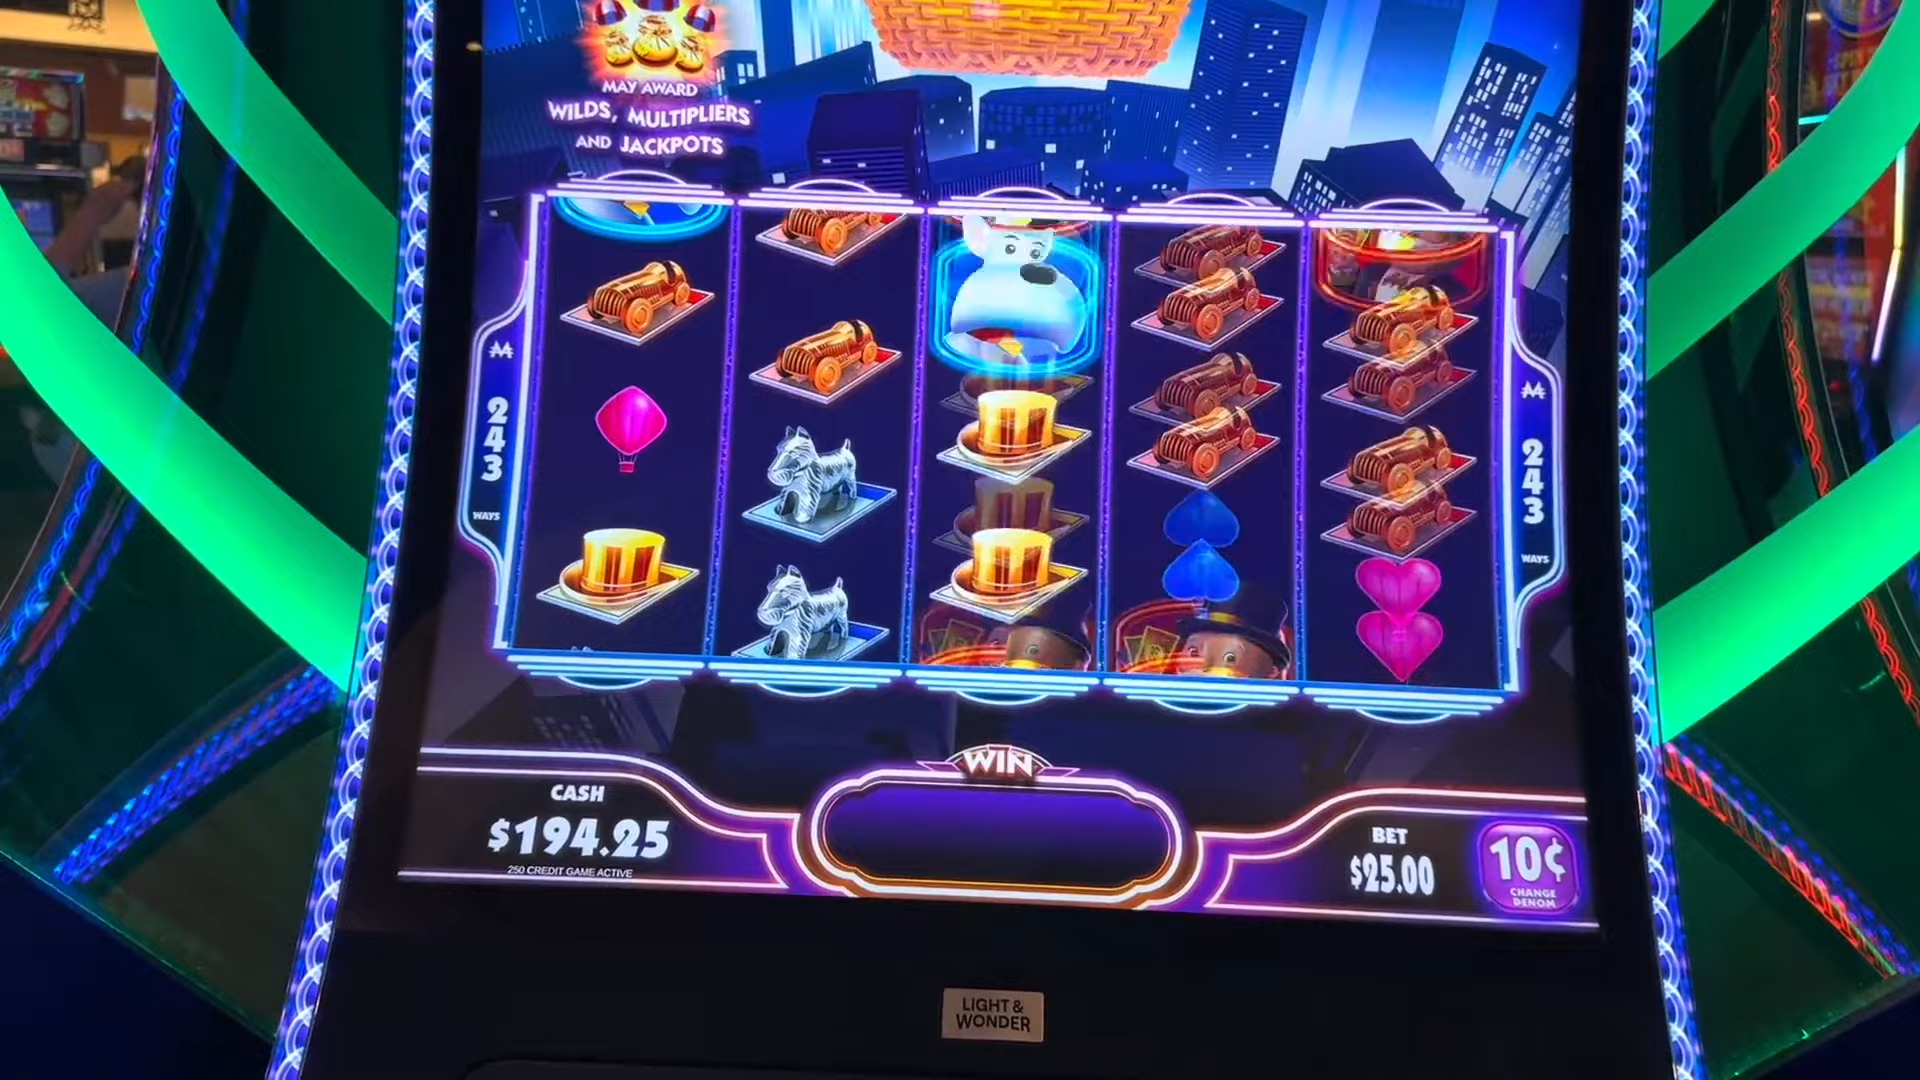 MAY AWARD
WILDS, MULTIPLIERS
AND JACKPOTS
243
WAYS
243
WAYS
WIN
CASH
$194.25
250 CREDIT GAME ACTIVE
BET
$25.00
10¢
CHANGE
DENOM
LIGHT &
WONDER